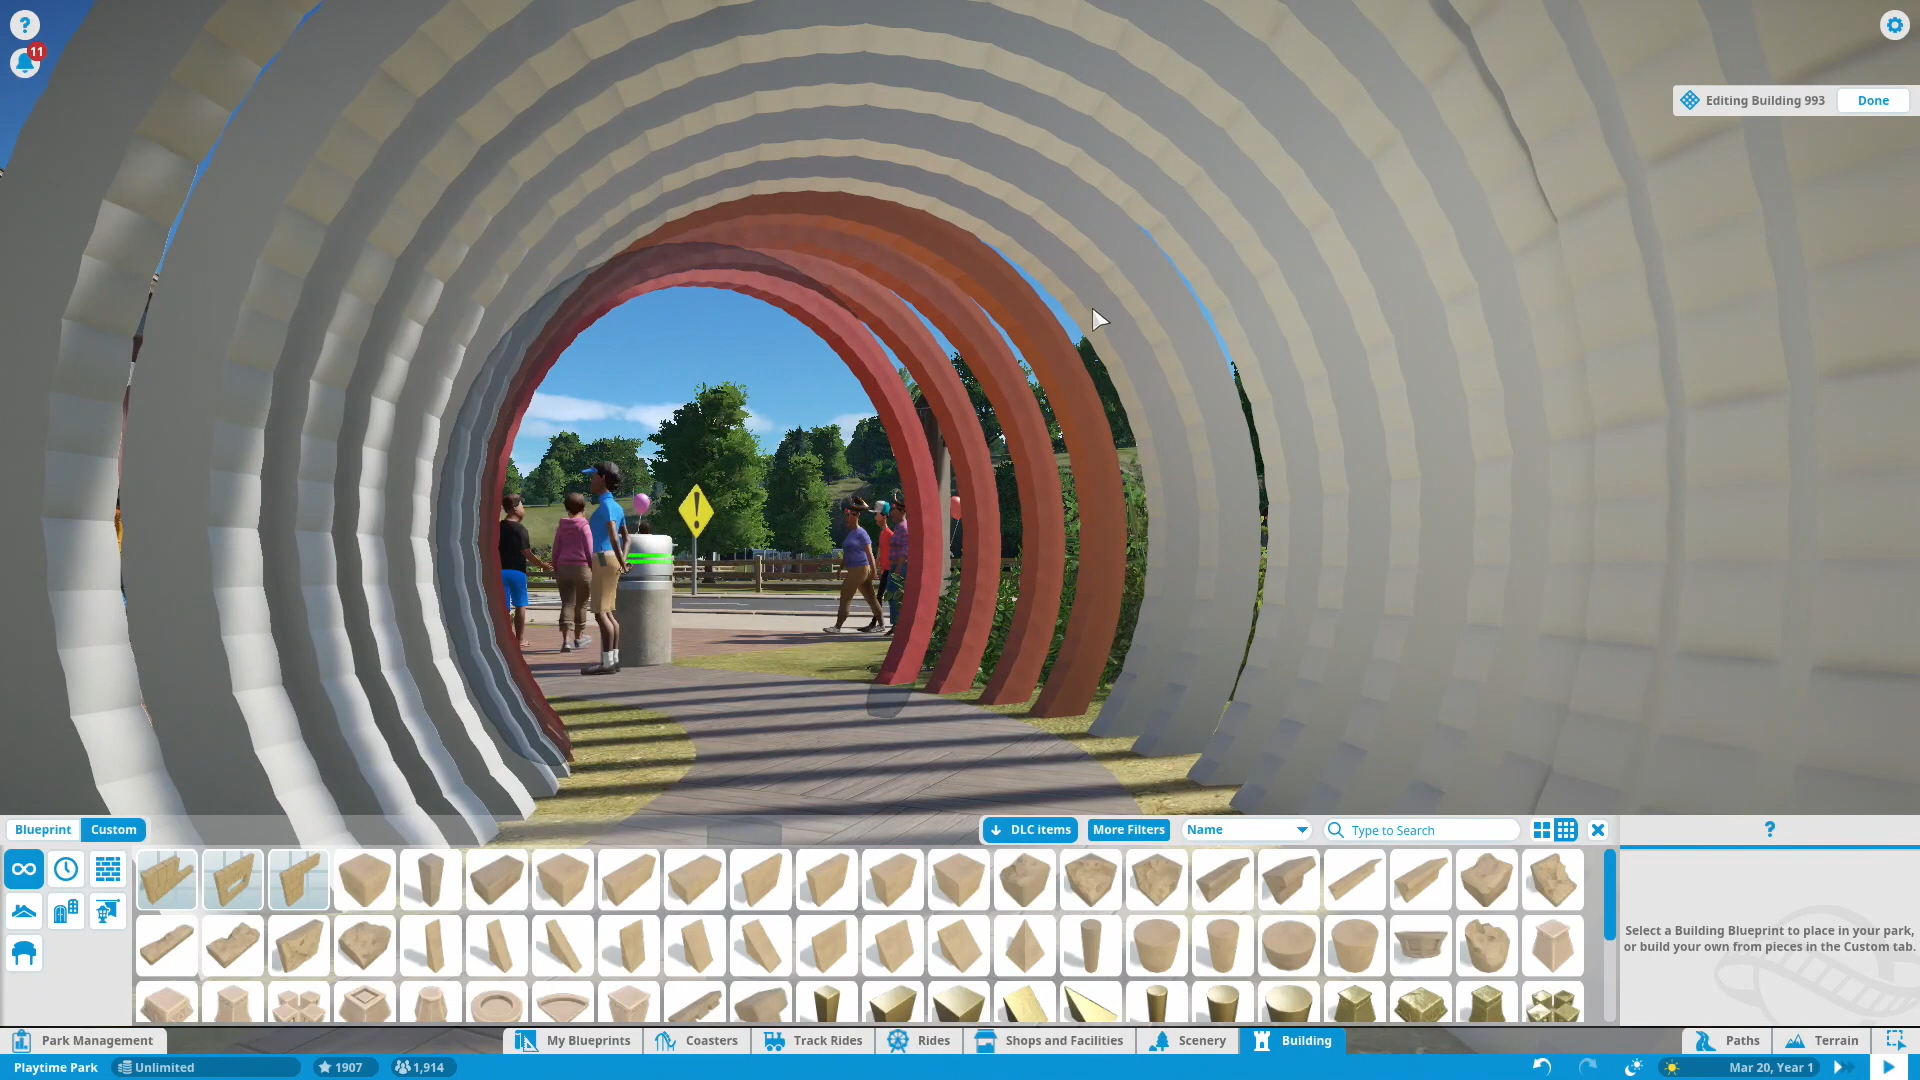 ?
11
Editing Building 993
Done
!
Blueprint
Custom
DLC items
More Filters
Name
Type to Search
?
Select a Building Blueprint to place in your park,
or build your own from pieces in the Custom tab.
Park Management
My Blueprints
Coasters
Track Rides
Rides
Shops and Facilities
Scenery
Building
Paths
Terrain
Playtime Park
Unlimited
1907
1,914
Mar 20, Year 1